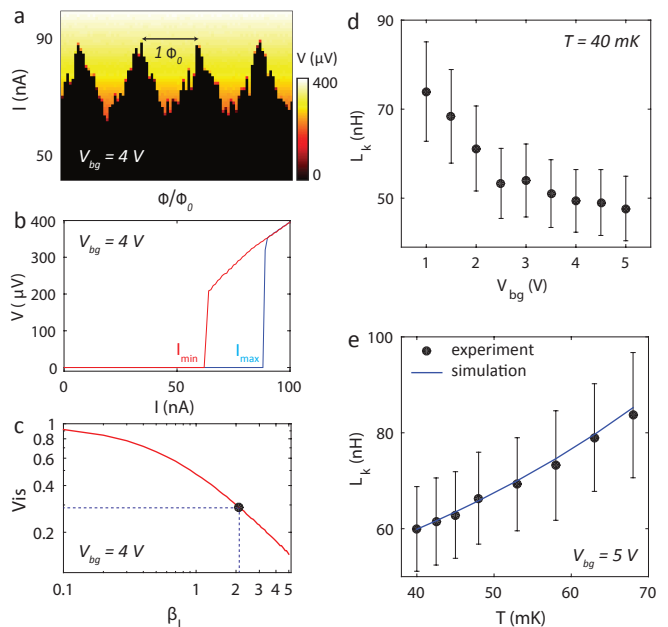 a
90
I (nA)
50
1 Φ₀
V_bg = 4 V
V (µV)
400
0
Φ/Φ₀
b
400
V_bg = 4 V
V (µV)
200
0
I_min
I_max
0
50
100
I (nA)
c
1
0.8
0.6
0.4
0.2
Vis
V_bg = 4 V
0.1
1
2
3
4
5
β_L
d
T = 40 mK
90
70
50
L_k (nH)
1
2
3
4
5
V_bg (V)
e
100
experiment
simulation
80
60
L_k (nH)
V_bg = 5 V
40
50
60
70
T (mK)